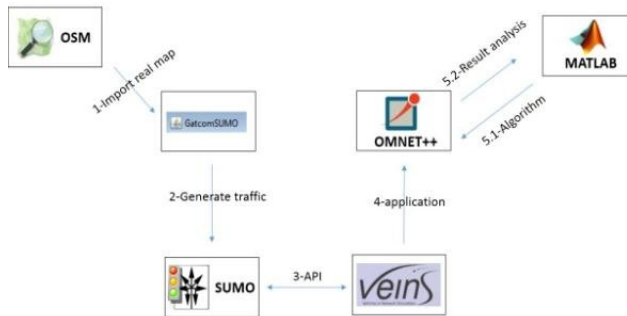 OSM
1-Import real map
GatcomSUMO
2-Generate traffic
SUMO
3-API
VeinS
4-application
OMNET++
5.2-Result analysis
5.1-Algorithm
MATLAB